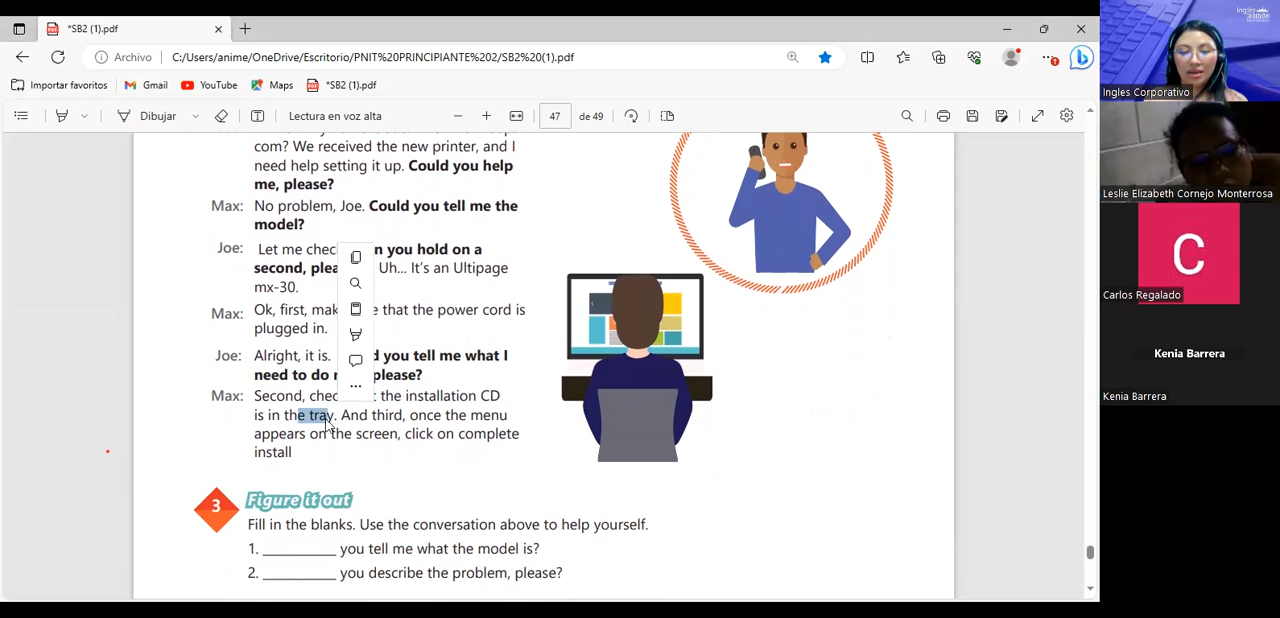 *SB2 (1).pdf
Archivo
C:/Users/anime/OneDrive/Escritorio/PNIT%20PRINCIPIANTE%202/SB2%20(1).pdf
Importar favoritos
Gmail
YouTube
Maps
*SB2 (1).pdf
Dibujar
Lectura en voz alta
47
de 49
com? We received the new printer, and I
need help setting it up. Could you help
me, please?
Max: No problem, Joe. Could you tell me the
model?
Joe: Let me chec n you hold on a
second, plea Uh... It's an Ultipage
mx-30.
Max: Ok, first, mak e that the power cord is
plugged in.
Joe: Alright, it is. d you tell me what I
need to do please?
Max: Second, chec t the installation CD
is in the tray. And third, once the menu
appears on the screen, click on complete
install
3 Figure it out
Fill in the blanks. Use the conversation above to help yourself.
1. __________ you tell me what the model is?
2. __________ you describe the problem, please?
Ingles Corporativo
Leslie Elizabeth Cornejo Monterrosa
C
Carlos Regalado
Kenia Barrera
Kenia Barrera